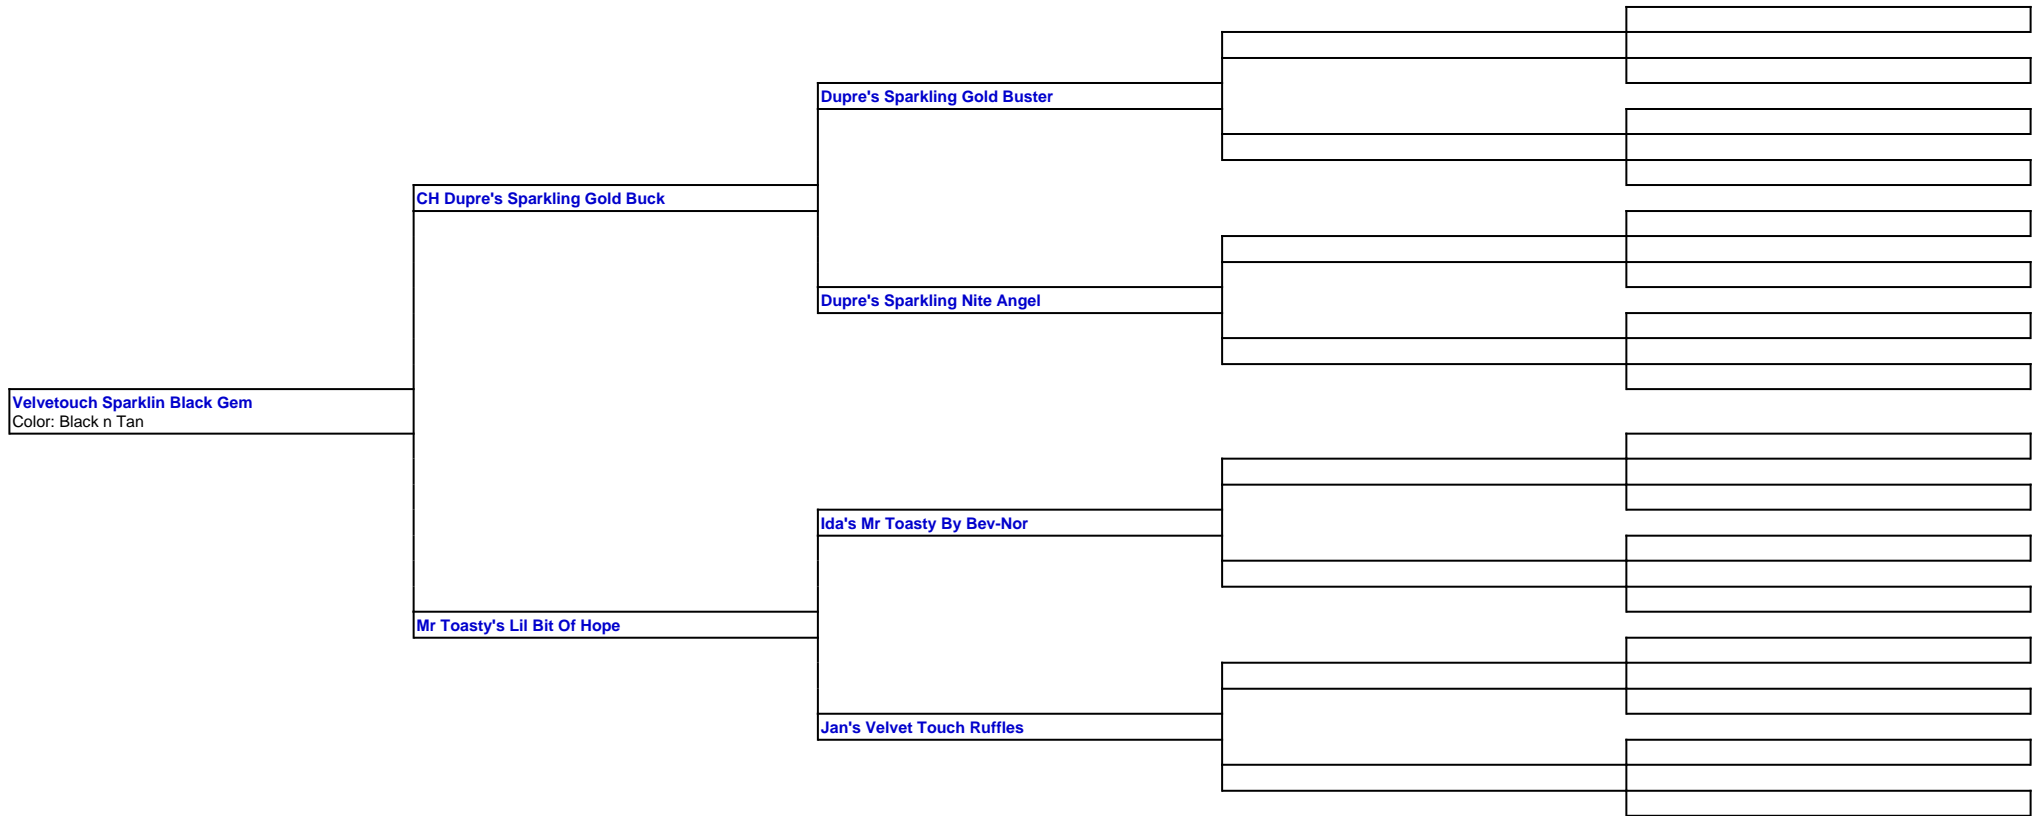 Dupre's Sparkling Gold Buster
CH Dupre's Sparkling Gold Buck
Dupre's Sparkling Nite Angel
Velvetouch Sparklin Black Gem
Color: Black n Tan
Ida's Mr Toasty By Bev-Nor
Mr Toasty's Lil Bit Of Hope
Jan's Velvet Touch Ruffles